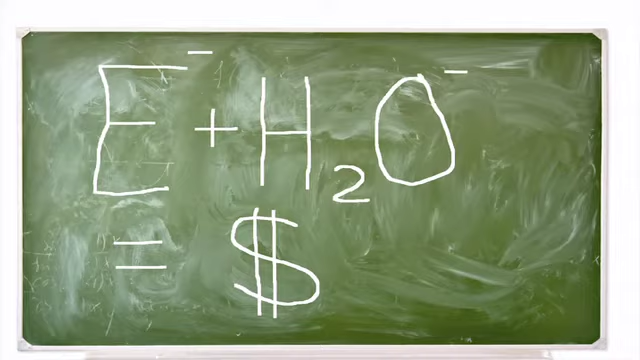 E⁻ + H₂O⁻
= $